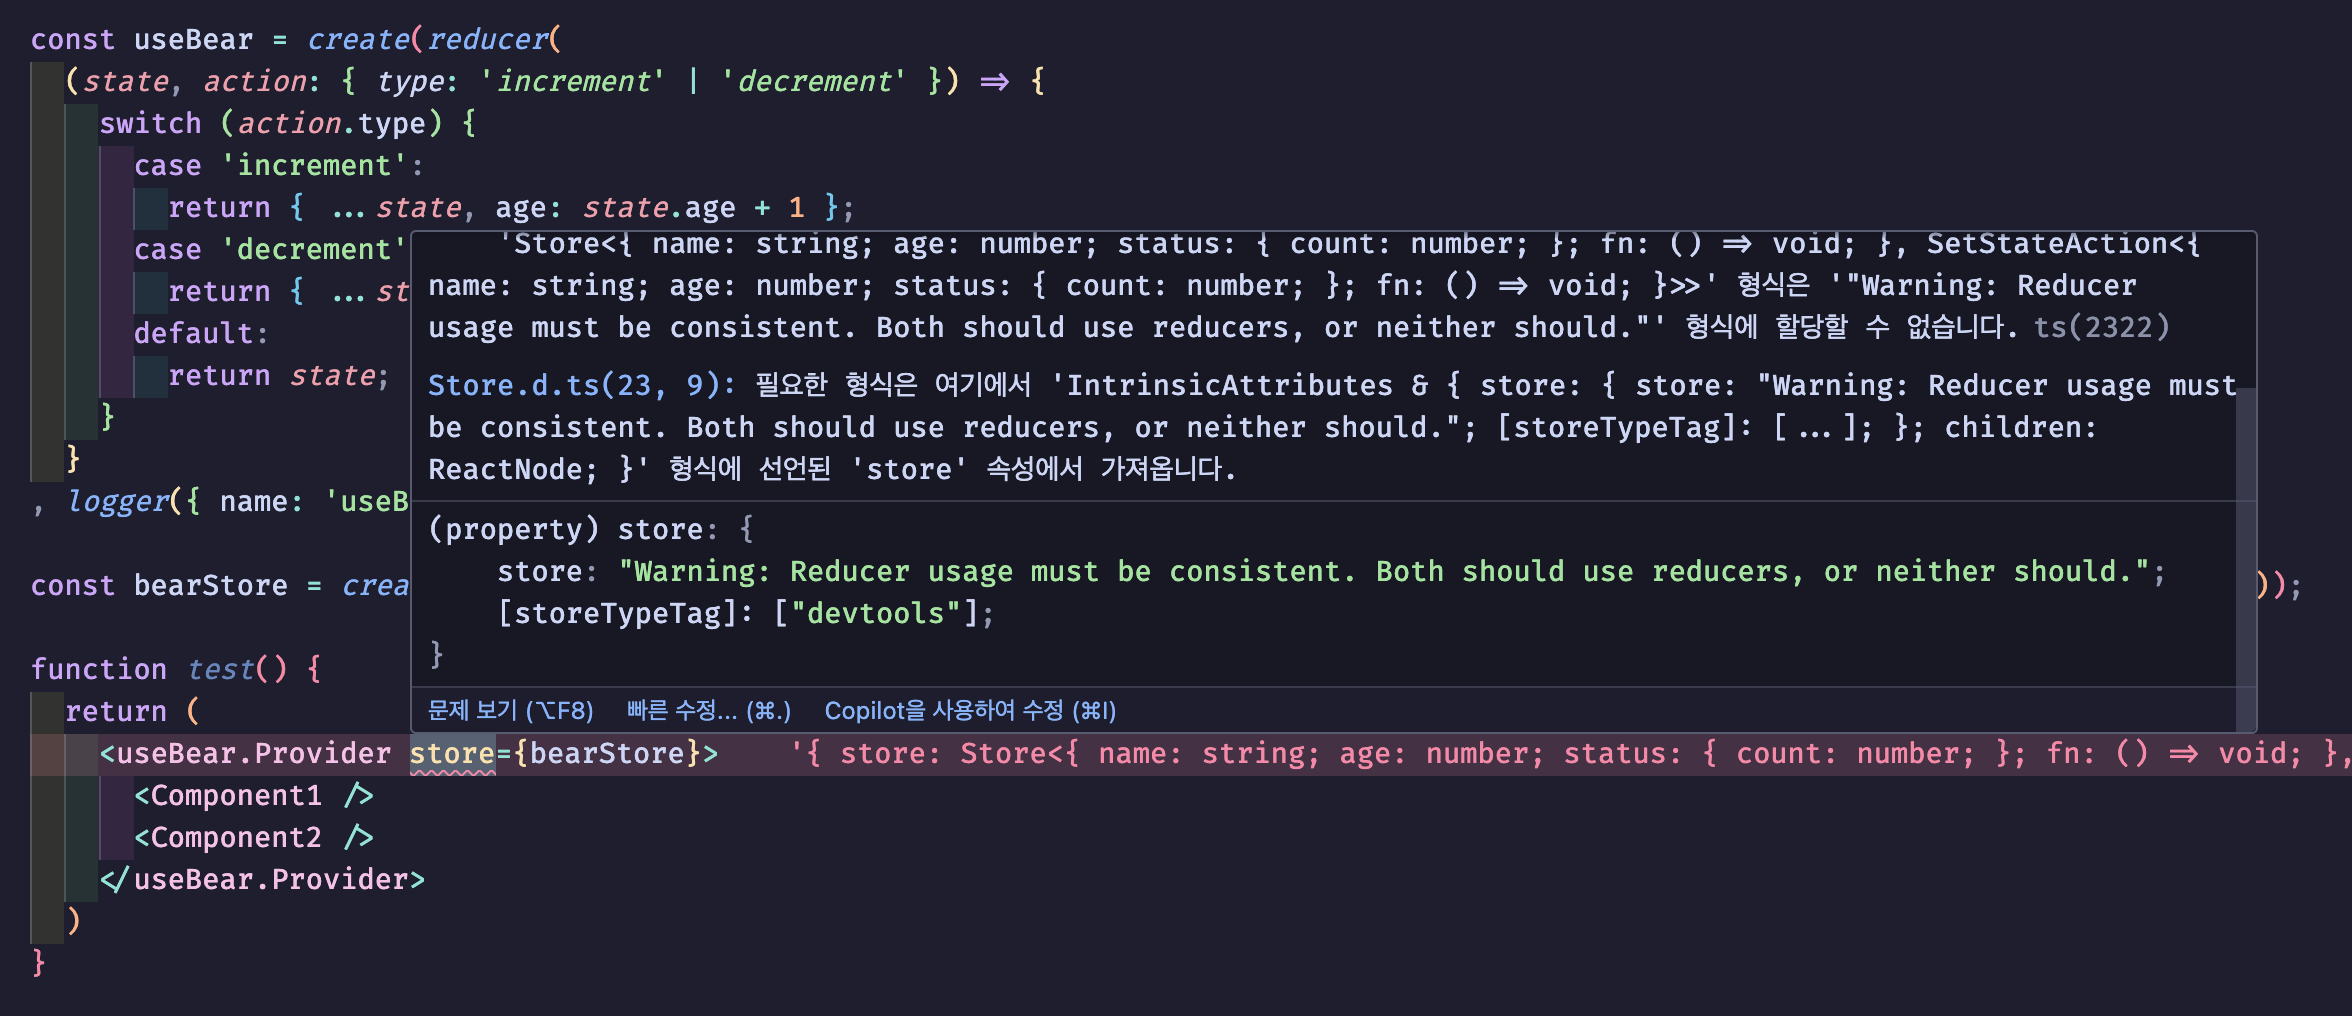 const useBear = create(reducer(
(state, action: { type: 'increment' | 'decrement' }) => {
switch (action.type) {
case 'increment':
return { ...state, age: state.age + 1 };
case 'decrement'
return { ...st
default:
return state;
}
}
, logger({ name: 'useB
const bearStore = crea
));
'Store<{ name: string; age: number; status: { count: number; }; fn: () => void; }, SetStateAction<{
name: string; age: number; status: { count: number; }; fn: () => void; }>>' 형식은 '"Warning: Reducer
usage must be consistent. Both should use reducers, or neither should."' 형식에 할당할 수 없습니다. ts(2322)
Store.d.ts(23, 9): 필요한 형식은 여기에서 'IntrinsicAttributes & { store: { store: "Warning: Reducer usage must
be consistent. Both should use reducers, or neither should."; [storeTypeTag]: [...]; }; children:
ReactNode; }' 형식에 선언된 'store' 속성에서 가져옵니다.
(property) store: {
store: "Warning: Reducer usage must be consistent. Both should use reducers, or neither should.";
[storeTypeTag]: ["devtools"];
}
문제 보기 (⌥F8) 빠른 수정... (⌘.) Copilot을 사용하여 수정 (⌘I)
function test() {
return (
<useBear.Provider store={bearStore}> '{ store: Store<{ name: string; age: number; status: { count: number; }; fn: () => void; },
<Component1 />
<Component2 />
</useBear.Provider>
)
}